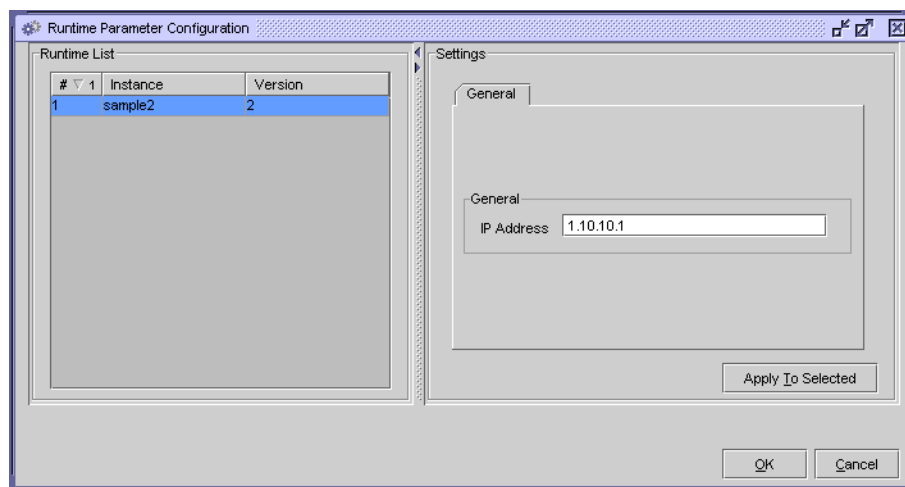 Runtime Parameter Configuration
Runtime List
# 1 Instance Version
1 sample2 2
Settings
General
General
IP Address 1.10.10.1
Apply To Selected
OK Cancel